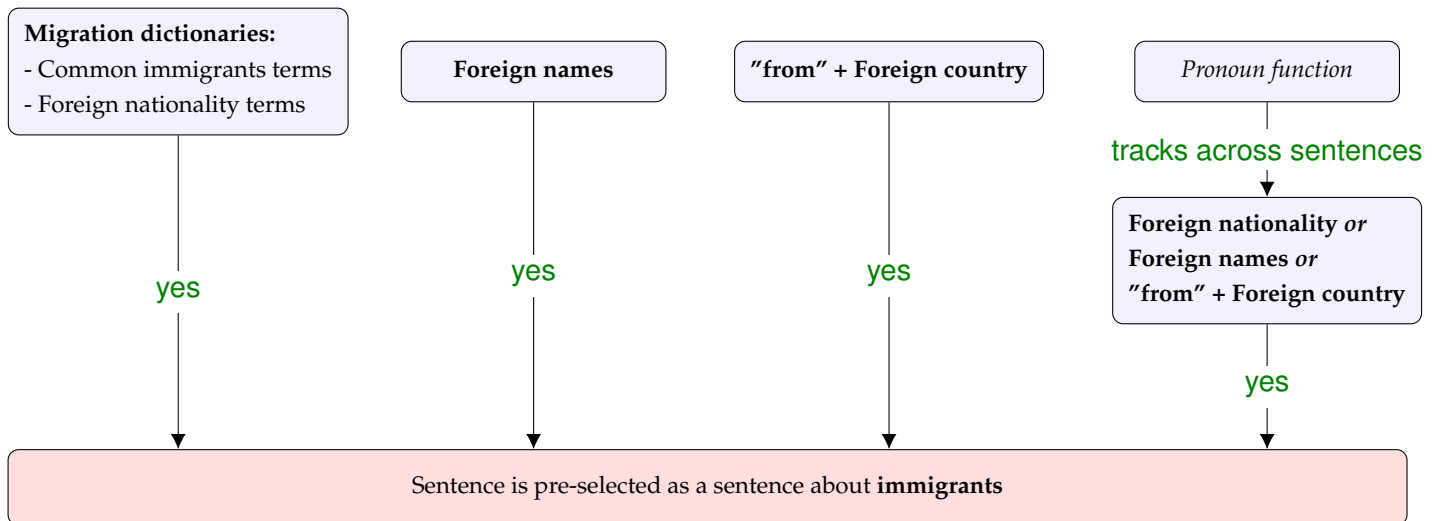 Migration dictionaries:
- Common immigrants terms
- Foreign nationality terms
Foreign names
”from” + Foreign country
Pronoun function
tracks across sentences
Foreign nationality or
Foreign names or
”from” + Foreign country
yes
yes
yes
yes
Sentence is pre-selected as a sentence about immigrants